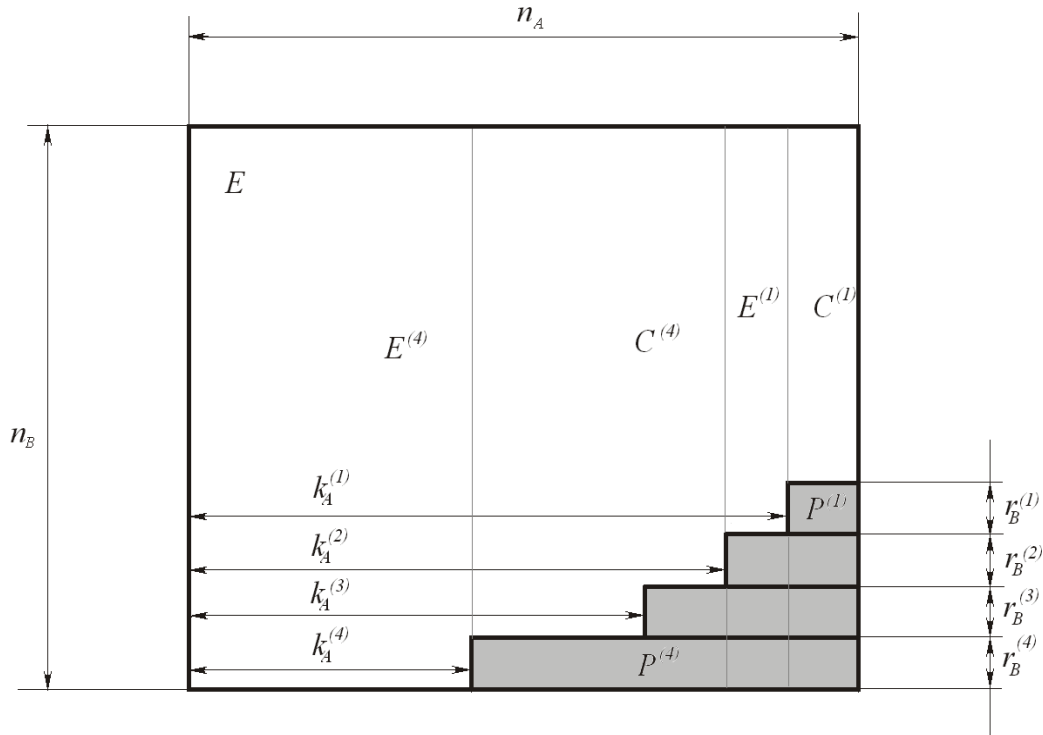 n_A
E
E^(1) C^(1)
E^(4) C^(4)
n_B
k_A^(1) P^(1) r_B^(1)
k_A^(2) r_B^(2)
k_A^(3) r_B^(3)
k_A^(4) P^(4) r_B^(4)